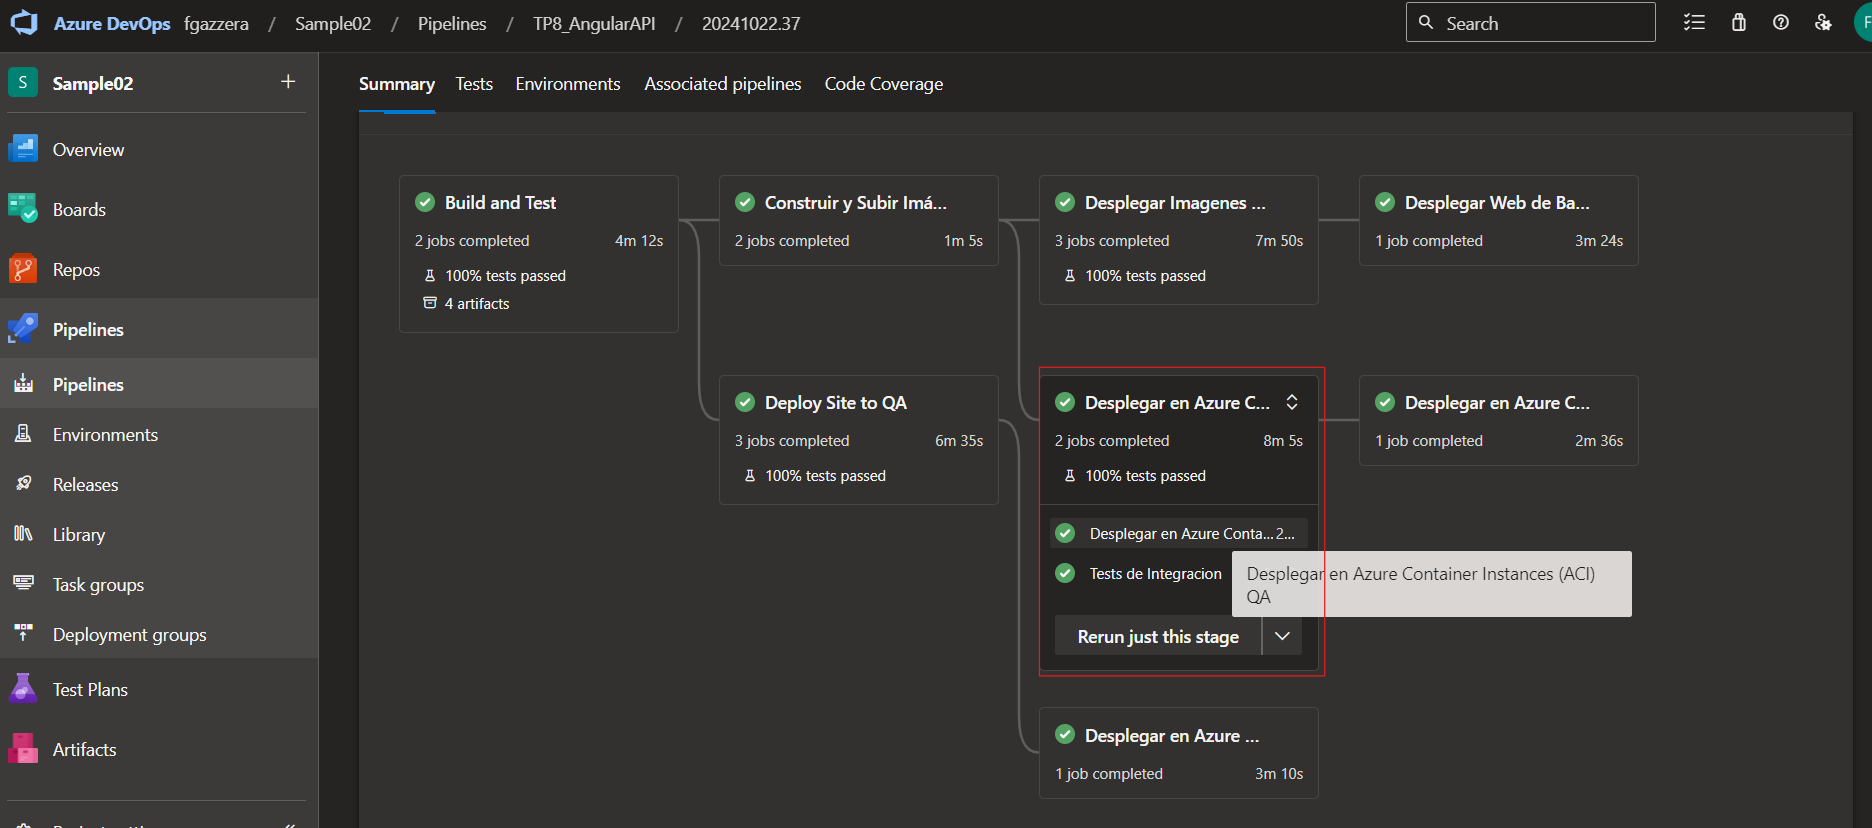 Azure DevOps fgazzera / Sample02 / Pipelines / TP8_AngularAPI / 20241022.37
Search
F
S Sample02 +
Overview
Boards
Repos
Pipelines
Pipelines
Environments
Releases
Library
Task groups
Deployment groups
Test Plans
Artifacts
Summary Tests Environments Associated pipelines Code Coverage
Build and Test
2 jobs completed 4m 12s
100% tests passed
4 artifacts
Construir y Subir Imá...
2 jobs completed 1m 5s
Desplegar Imagenes ...
3 jobs completed 7m 50s
100% tests passed
Desplegar Web de Ba...
1 job completed 3m 24s
Deploy Site to QA
3 jobs completed 6m 35s
100% tests passed
Desplegar en Azure C...
2 jobs completed 8m 5s
100% tests passed
Desplegar en Azure Conta... 2...
Tests de Integracion
Desplegar en Azure Container Instances (ACI)
QA
Rerun just this stage
Desplegar en Azure C...
1 job completed 2m 36s
Desplegar en Azure ...
1 job completed 3m 10s